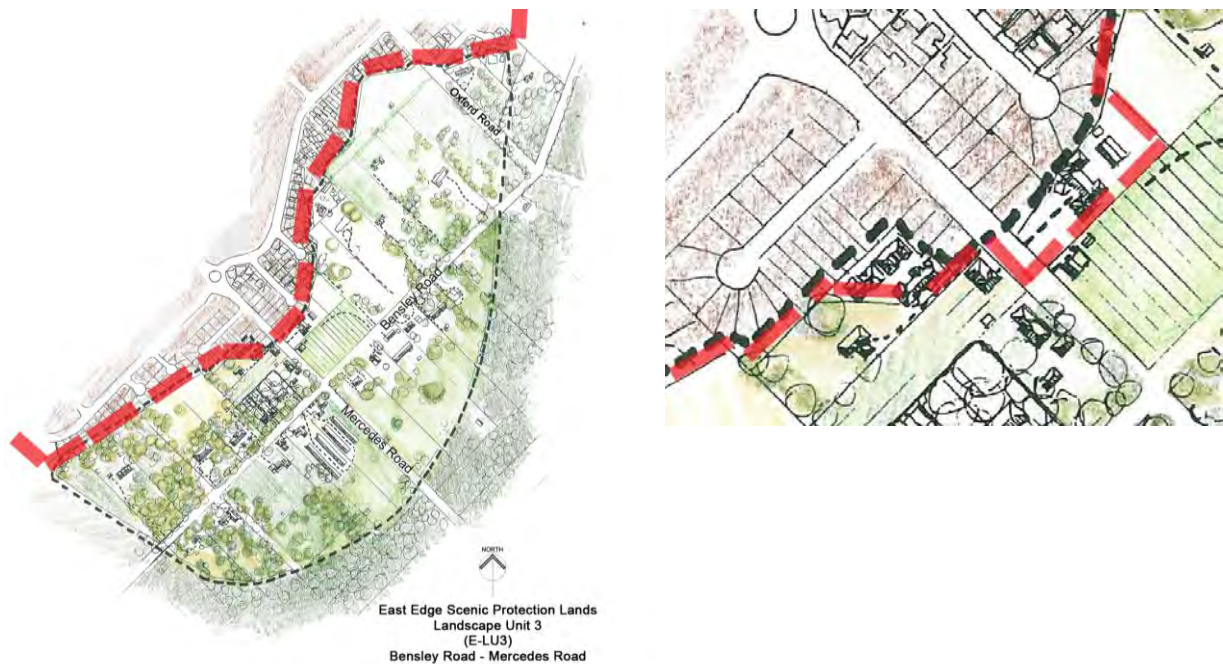 Oxford Road
Bensley Road
Mercedes Road
NORTH
East Edge Scenic Protection Lands
Landscape Unit 3
(E-LU3)
Bensley Road - Mercedes Road